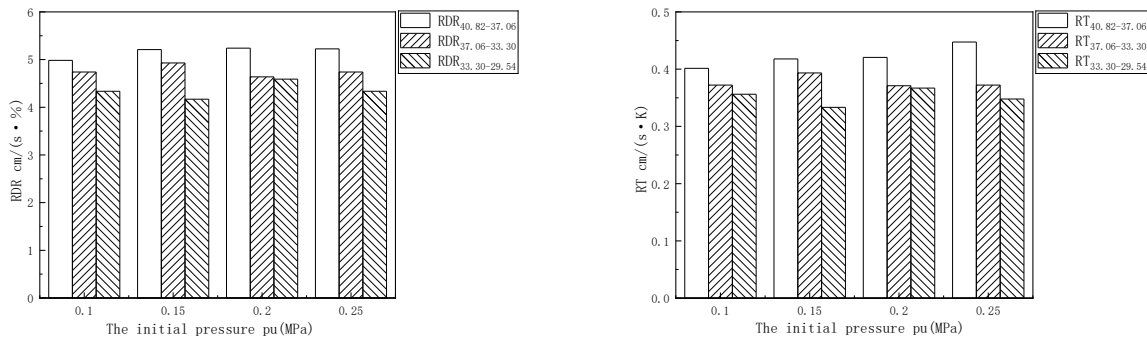 6
5
4
3
2
1
0
RDR cm/(s•%)
0.1 0.15 0.2 0.25
The initial pressure pu(MPa)
RDR40.82-37.06
RDR37.06-33.30
RDR33.30-29.54
0.5
0.4
0.3
0.2
0.1
0.0
RT cm/(s•K)
0.1 0.15 0.2 0.25
The initial pressure pu(MPa)
RT40.82-37.06
RT37.06-33.30
RT33.30-29.54